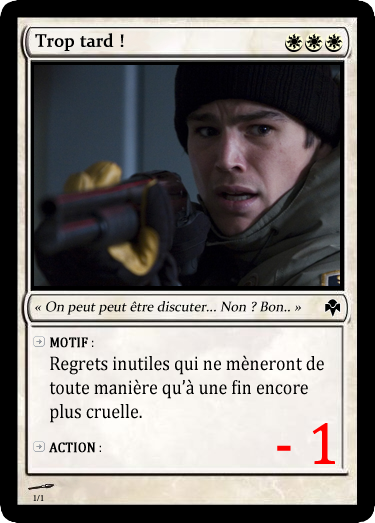 Trop tard !
« On peut peut être discuter... Non ? Bon.. »
MOTIF :
Regrets inutiles qui ne mèneront de
toute manière qu'à une fin encore
plus cruelle.
ACTION :
- 1
1/1